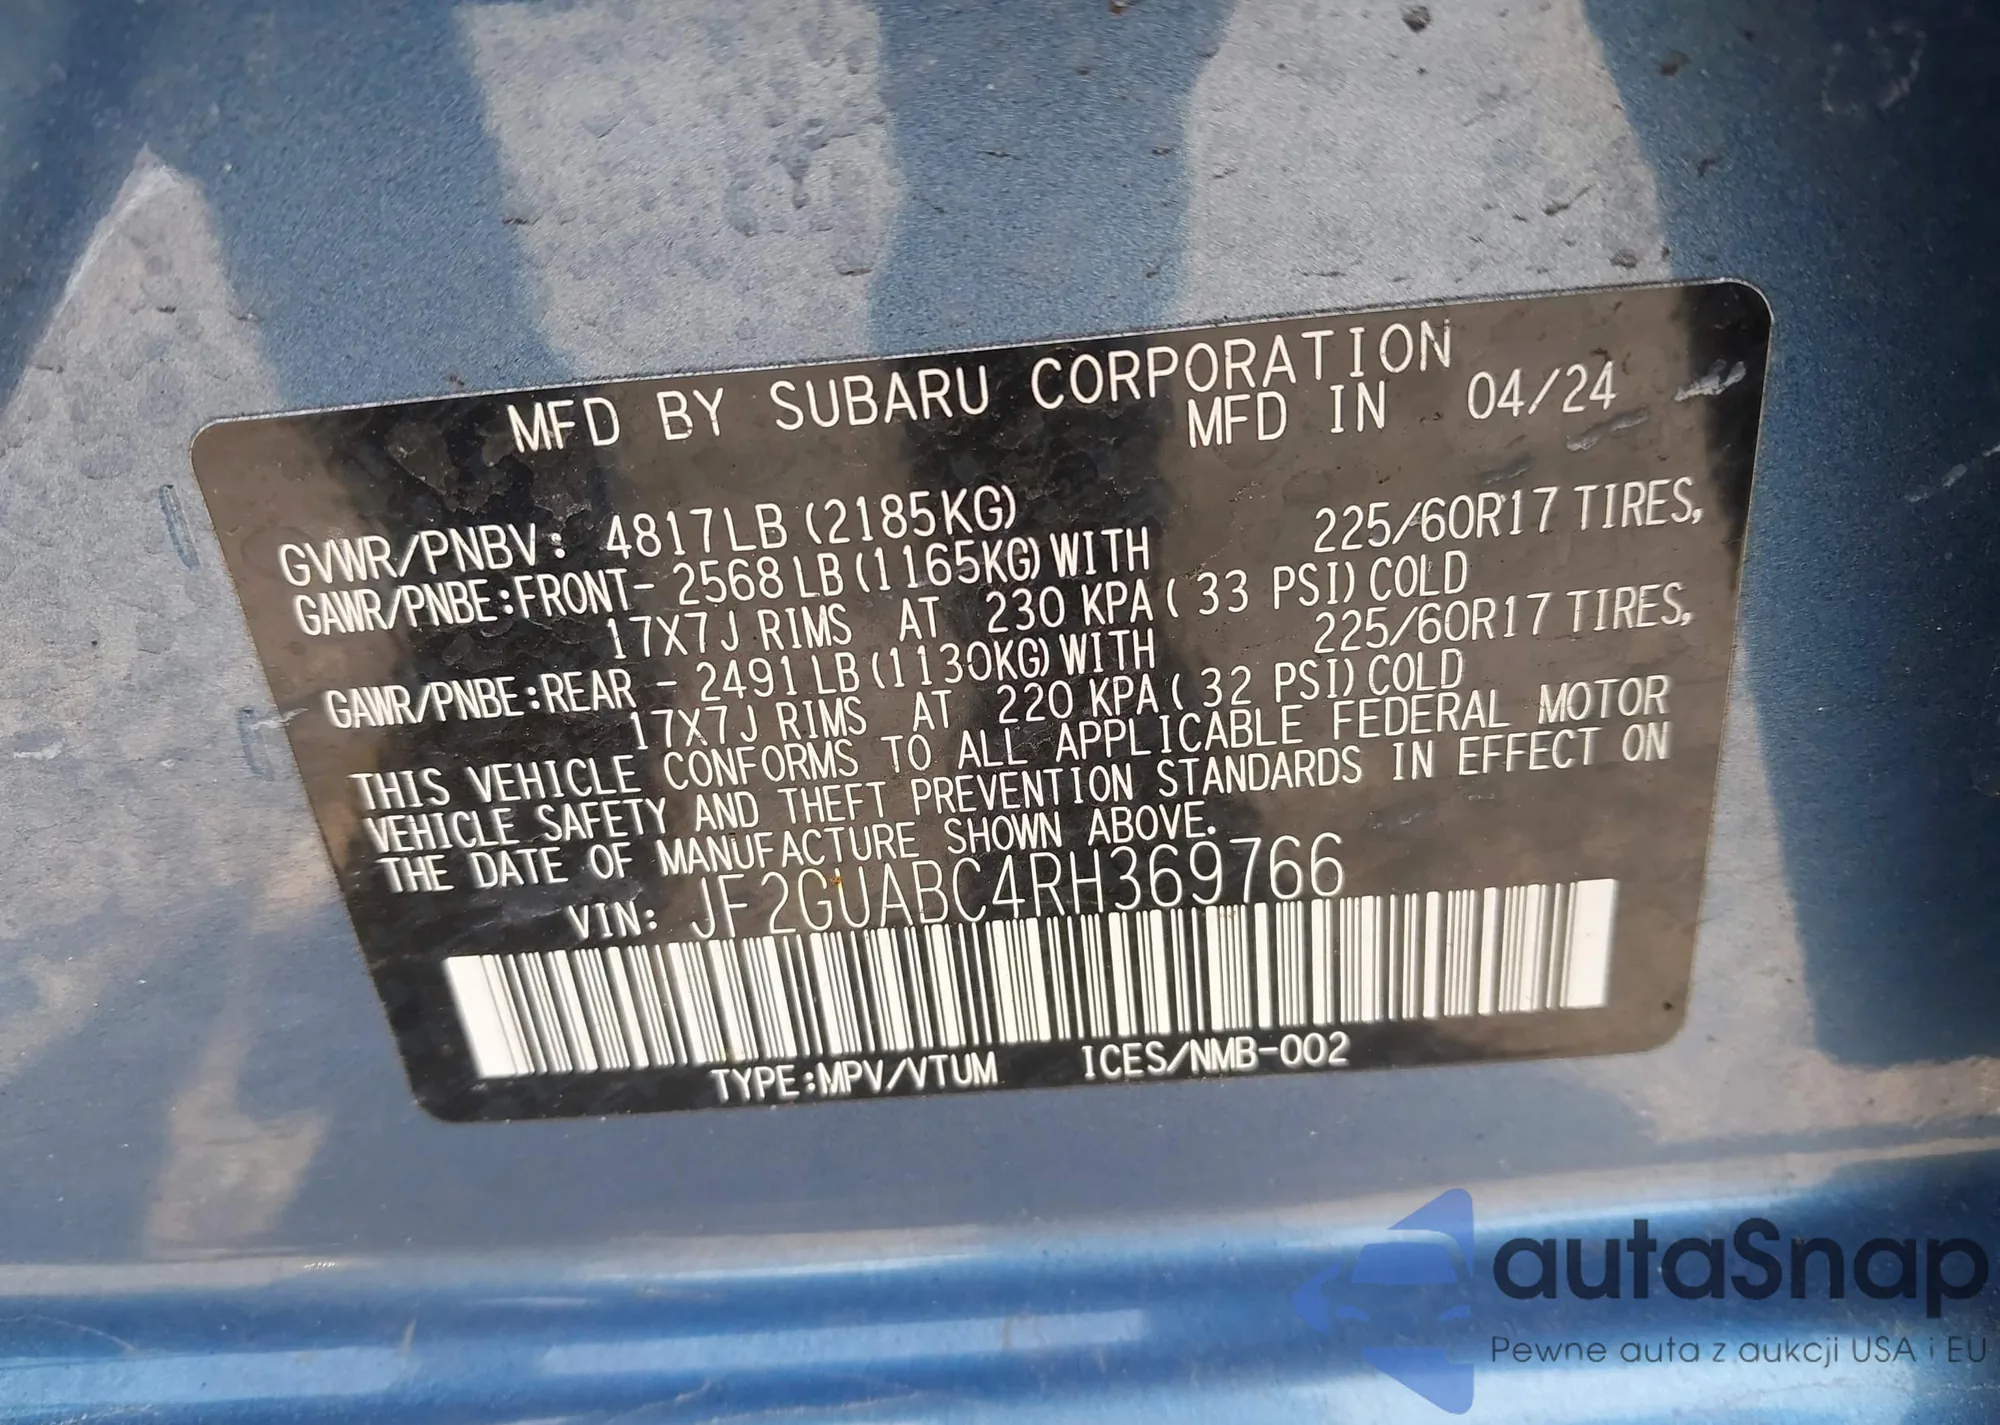 MFD BY SUBARU CORPORATION
MFD IN 04/24
GVWR/PNBV: 4817LB (2185KG)
GAWR/PNBE:FRONT- 2568 LB (1165KG) WITH 225/60R17 TIRES,
17X7J RIMS AT 230 KPA ( 33 PSI) COLD
GAWR/PNBE:REAR - 2491 LB (1130KG) WITH 225/60R17 TIRES,
17X7J RIMS AT 220 KPA ( 32 PSI) COLD
THIS VEHICLE CONFORMS TO ALL APPLICABLE FEDERAL MOTOR
VEHICLE SAFETY AND THEFT PREVENTION STANDARDS IN EFFECT ON
THE DATE OF MANUFACTURE SHOWN ABOVE.
VIN: JF2GUABC4RH369766
TYPE:MPV/VTUM ICES/NMB-002
autaSnap
Pewne auta z aukcji USA i EU